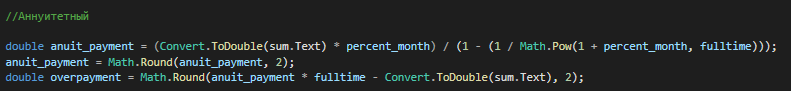 //Аннуитетный
double anuit_payment = (Convert.ToDouble(sum.Text) * percent_month) / (1 - (1 / Math.Pow(1 + percent_month, fulltime)));
anuit_payment = Math.Round(anuit_payment, 2);
double overpayment = Math.Round(anuit_payment * fulltime - Convert.ToDouble(sum.Text), 2);